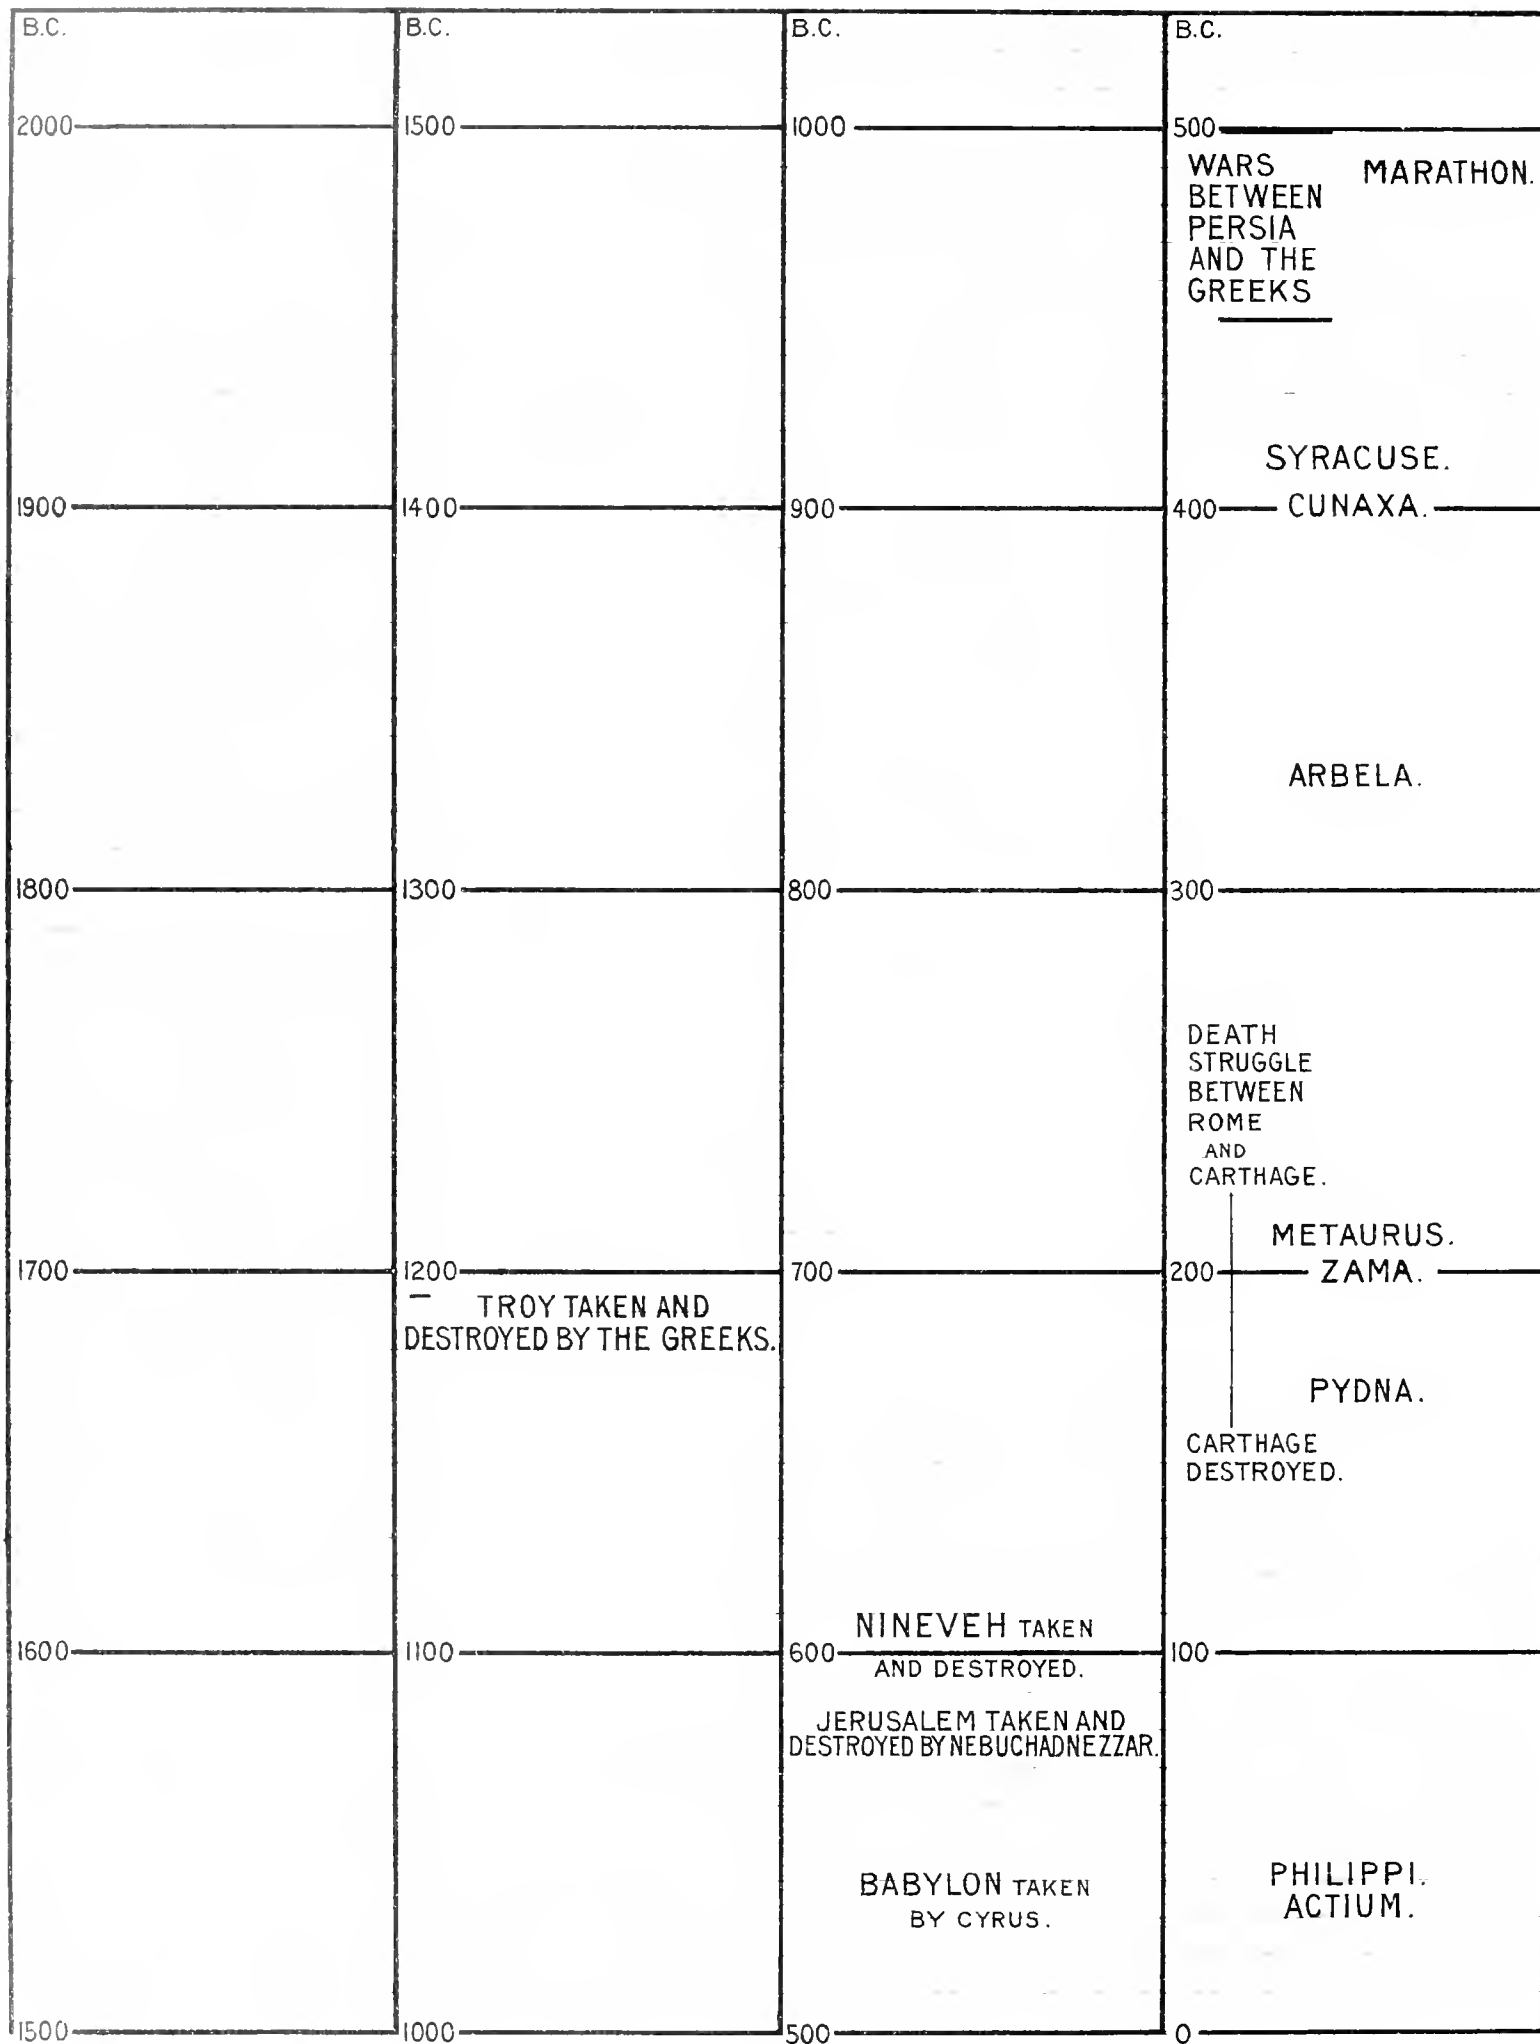 B.C.
2000
1900
1800
1700
1600
1500
B.C.
1500
1400
1300
1200
TROY TAKEN AND
DESTROYED BY THE GREEKS.
1100
1000
B.C.
1000
900
800
700
NINEVEH TAKEN
600
AND DESTROYED.
JERUSALEM TAKEN AND
DESTROYED BY NEBUCHADNEZZAR.
BABYLON TAKEN
BY CYRUS.
500
B.C.
500
WARS
BETWEEN
PERSIA
AND THE
GREEKS
MARATHON.
SYRACUSE.
400 CUNAXA.
ARBELA.
300
DEATH
STRUGGLE
BETWEEN
ROME
AND
CARTHAGE.
METAURUS.
200 ZAMA.
PYDNA.
CARTHAGE
DESTROYED.
100
PHILIPPI.
ACTIUM.
0